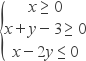 x ≥ 0
x + y − 3 ≥ 0
x − 2y ≤ 0